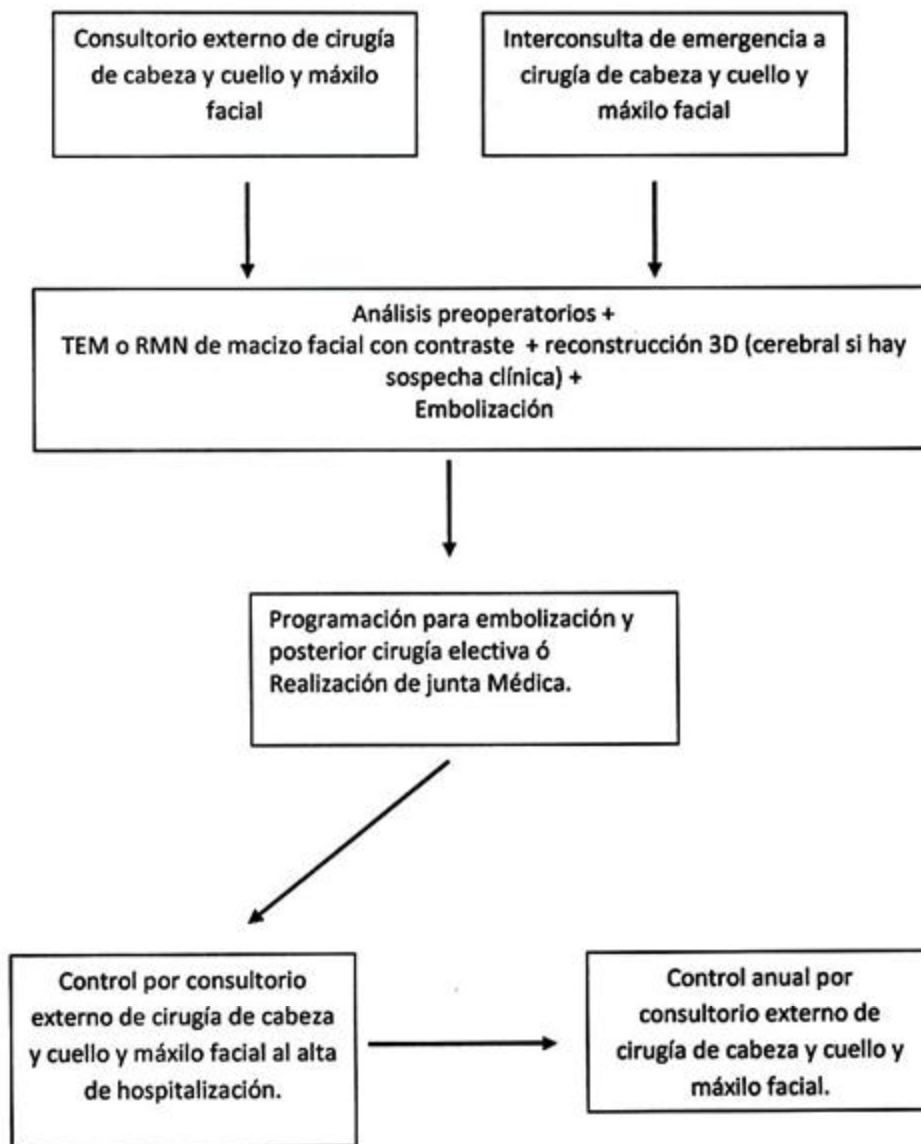 Consultorio externo de cirugía
de cabeza y cuello y máxilo
facial
Interconsulta de emergencia a
cirugía de cabeza y cuello y
máxilo facial
Análisis preoperatorios +
TEM o RMN de macizo facial con contraste + reconstrucción 3D (cerebral si hay
sospecha clínica) +
Embolización
Programación para embolización y
posterior cirugía electiva ó
Realización de junta Médica.
Control por consultorio
externo de cirugía de cabeza
y cuello y máxilo facial al alta
de hospitalización.
Control anual por
consultorio externo de
cirugía de cabeza y cuello y
máxilo facial.